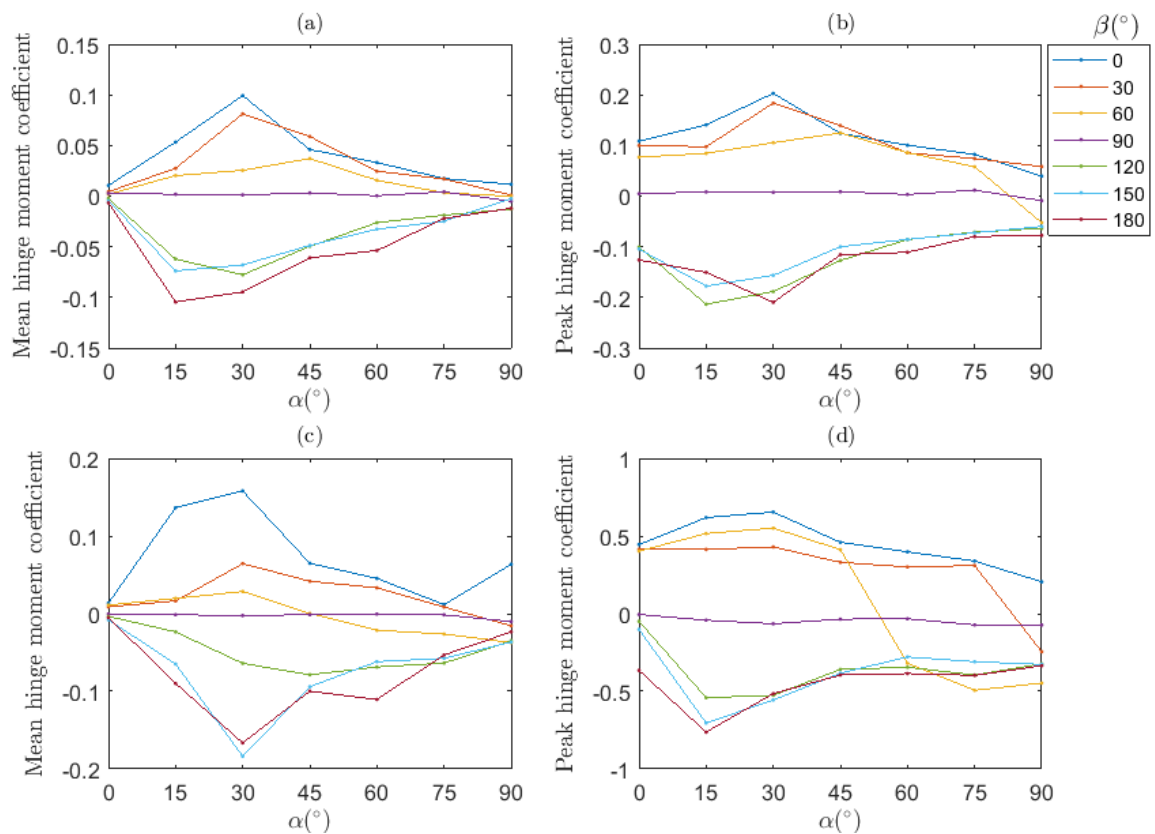 (a)
Mean hinge moment coefficient
0.15
0.1
0.05
0
-0.05
-0.1
-0.15
0 15 30 45 60 75 90
α(°)
(b)
Peak hinge moment coefficient
0.3
0.2
0.1
0
-0.1
-0.2
-0.3
0 15 30 45 60 75 90
α(°)
β(°)
0
30
60
90
120
150
180
(c)
Mean hinge moment coefficient
0.2
0.1
0
-0.1
-0.2
0 15 30 45 60 75 90
α(°)
(d)
Peak hinge moment coefficient
1
0.5
0
-0.5
-1
0 15 30 45 60 75 90
α(°)